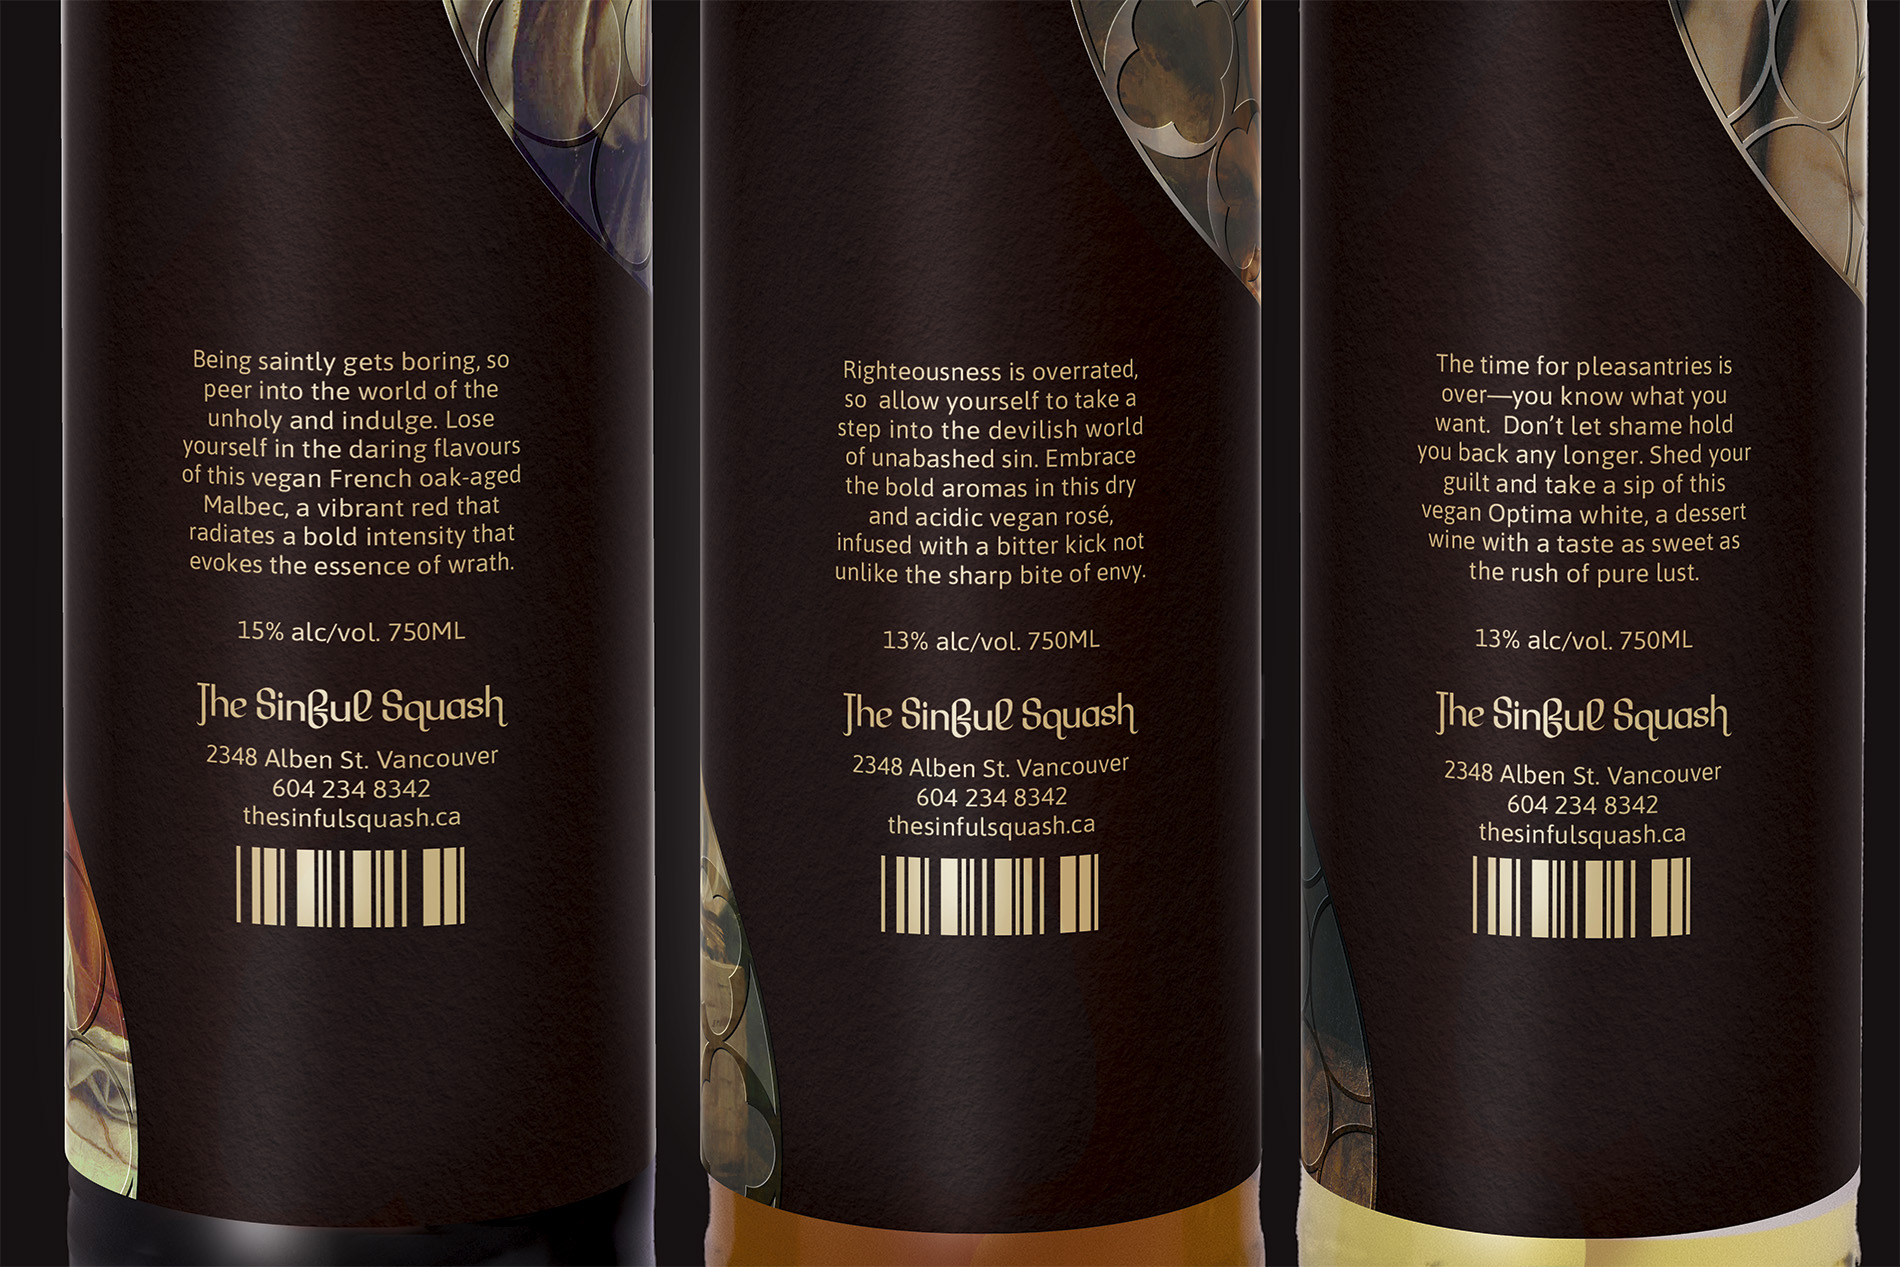 Being saintly gets boring, so
peer into the world of the
unholy and indulge. Lose
yourself in the daring flavours
of this vegan French oak-aged
Malbec, a vibrant red that
radiates a bold intensity that
evokes the essence of wrath.
15% alc/vol. 750ML
The Sinful Squash
2348 Alben St. Vancouver
604 234 8342
thesinfulsquash.ca
Righteousness is overrated,
so allow yourself to take a
step into the devilish world
of unabashed sin. Embrace
the bold aromas in this dry
and acidic vegan rosé,
infused with a bitter kick not
unlike the sharp bite of envy.
13% alc/vol. 750ML
The Sinful Squash
2348 Alben St. Vancouver
604 234 8342
thesinfulsquash.ca
The time for pleasantries is
over—you know what you
want. Don't let shame hold
you back any longer. Shed your
guilt and take a sip of this
vegan Optima white, a dessert
wine with a taste as sweet as
the rush of pure lust.
13% alc/vol. 750ML
The Sinful Squash
2348 Alben St. Vancouver
604 234 8342
thesinfulsquash.ca